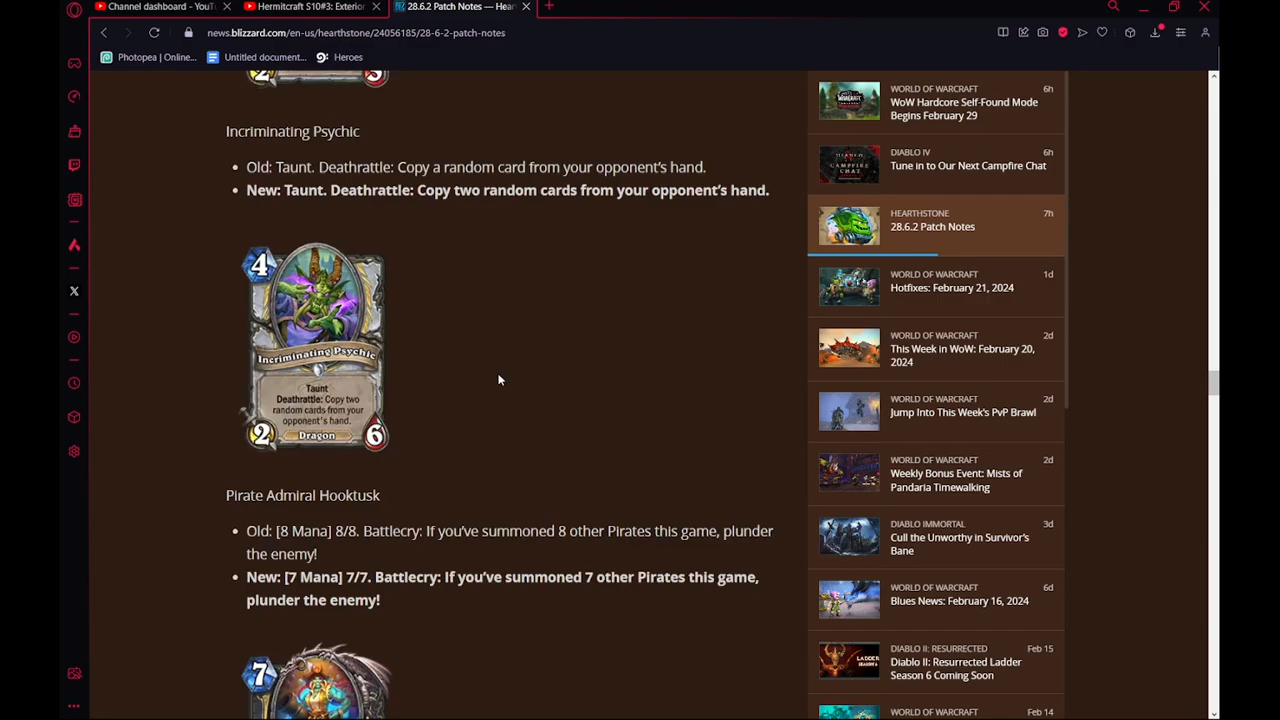 Channel dashboard - YouTu
Hermitcraft S10#3: Exterior
28.6.2 Patch Notes — Hear
news.blizzard.com/en-us/hearthstone/24056185/28-6-2-patch-notes
Photopea | Online...
Untitled document...
Heroes
Incriminating Psychic
Old: Taunt. Deathrattle: Copy a random card from your opponent's hand.
New: Taunt. Deathrattle: Copy two random cards from your opponent's hand.
4
Incriminating Psychic
Taunt
Deathrattle: Copy two
random cards from your
opponent's hand.
2
Dragon
6
Pirate Admiral Hooktusk
Old: [8 Mana] 8/8. Battlecry: If you've summoned 8 other Pirates this game, plunder
the enemy!
New: [7 Mana] 7/7. Battlecry: If you've summoned 7 other Pirates this game,
plunder the enemy!
7
WORLD OF WARCRAFT 6h
WoW Hardcore Self-Found Mode
Begins February 29
DIABLO IV 6h
Tune in to Our Next Campfire Chat
HEARTHSTONE 7h
28.6.2 Patch Notes
WORLD OF WARCRAFT 1d
Hotfixes: February 21, 2024
WORLD OF WARCRAFT 2d
This Week in WoW: February 20,
2024
WORLD OF WARCRAFT 2d
Jump Into This Week's PvP Brawl
WORLD OF WARCRAFT 2d
Weekly Bonus Event: Mists of
Pandaria Timewalking
DIABLO IMMORTAL 3d
Cull the Unworthy in Survivor's
Bane
WORLD OF WARCRAFT 6d
Blues News: February 16, 2024
DIABLO II: RESURRECTED Feb 15
Diablo II: Resurrected Ladder
Season 6 Coming Soon
WORLD OF WARCRAFT Feb 14